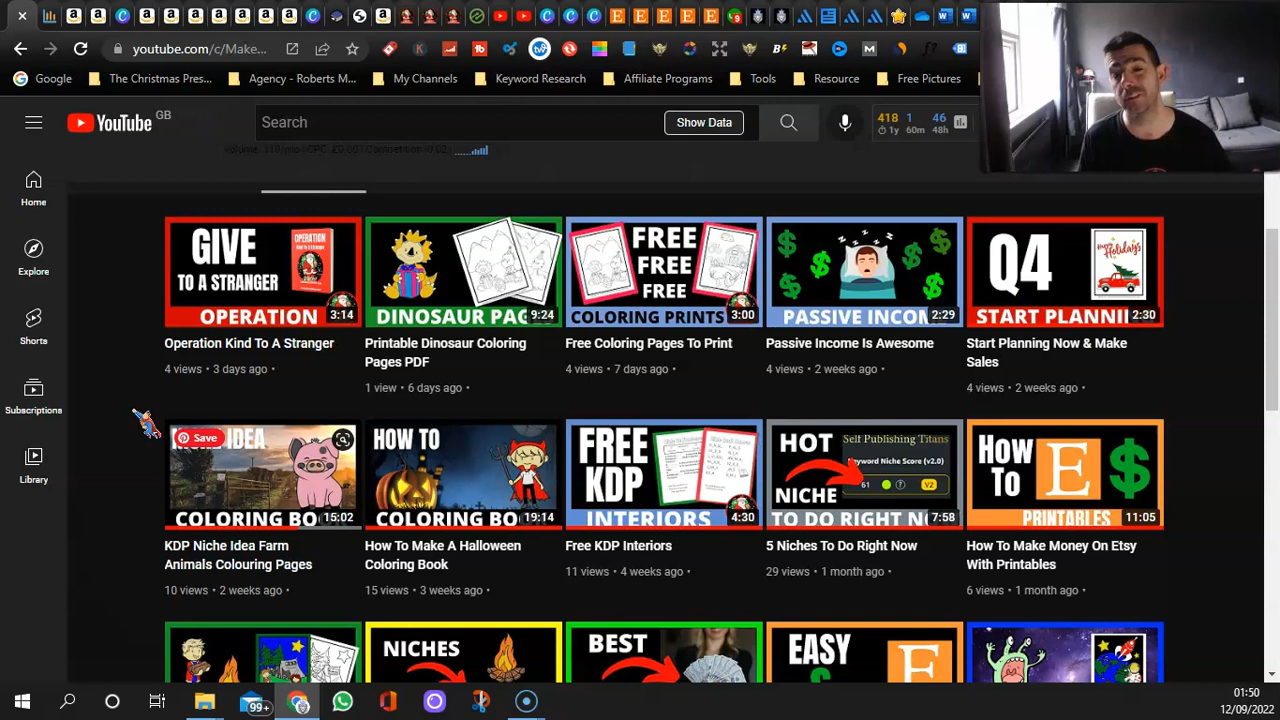 youtube.com/c/Make...
Google
The Christmas Pres...
Agency - Roberts M...
My Channels
Keyword Research
Affiliate Programs
Tools
Resource
Free Pictures
YouTube GB
Search
Show Data
418 1 46
1y 60m 48h
Home
Explore
Shorts
Subscriptions
Library
GIVE
TO A STRANGER
OPERATION
3:14
Operation Kind To A Stranger
4 views • 3 days ago •
DINOSAUR PAG
9:24
Printable Dinosaur Coloring
Pages PDF
1 view • 6 days ago •
FREE
FREE
FREE
COLORING PRINTS
3:00
Free Coloring Pages To Print
4 views • 7 days ago •
PASSIVE INCOM
2:29
Passive Income Is Awesome
4 views • 2 weeks ago •
Q4
START PLANNI
2:30
Start Planning Now & Make
Sales
4 views • 2 weeks ago •
Save
IDEA
COLORING BO
15:02
KDP Niche Idea Farm
Animals Colouring Pages
10 views • 2 weeks ago •
HOW TO
COLORING BO
19:14
How To Make A Halloween
Coloring Book
15 views • 3 weeks ago •
FREE
KDP
INTERIORS
4:30
Free KDP Interiors
11 views • 4 weeks ago •
HOT
NICHE
Self Publishing Titans
Keyword Niche Score (v2.0)
61
V2
TO DO RIGHT N
7:58
5 Niches To Do Right Now
29 views • 1 month ago •
HOW
TO
E
$
PRINTABLES
11:05
How To Make Money On Etsy
With Printables
6 views • 1 month ago •
NICHES
BEST
EASY
99+
01:50
12/09/2022